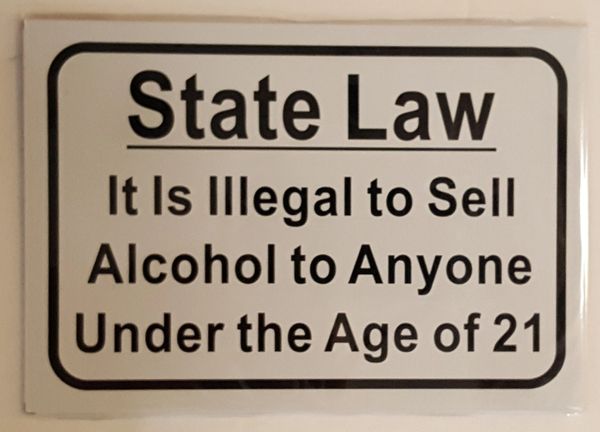 State Law
It Is Illegal to Sell
Alcohol to Anyone
Under the Age of 21